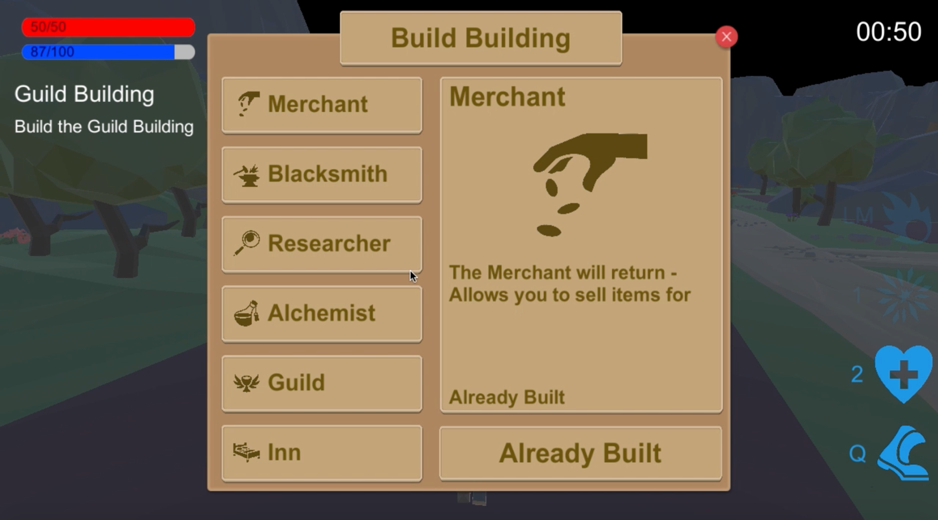 50/50
87/100
Guild Building
Build the Guild Building
Build Building
00:50
Merchant
Blacksmith
Researcher
Alchemist
Guild
Inn
Merchant
The Merchant will return -
Allows you to sell items for
Already Built
Already Built
LM
1
2
Q